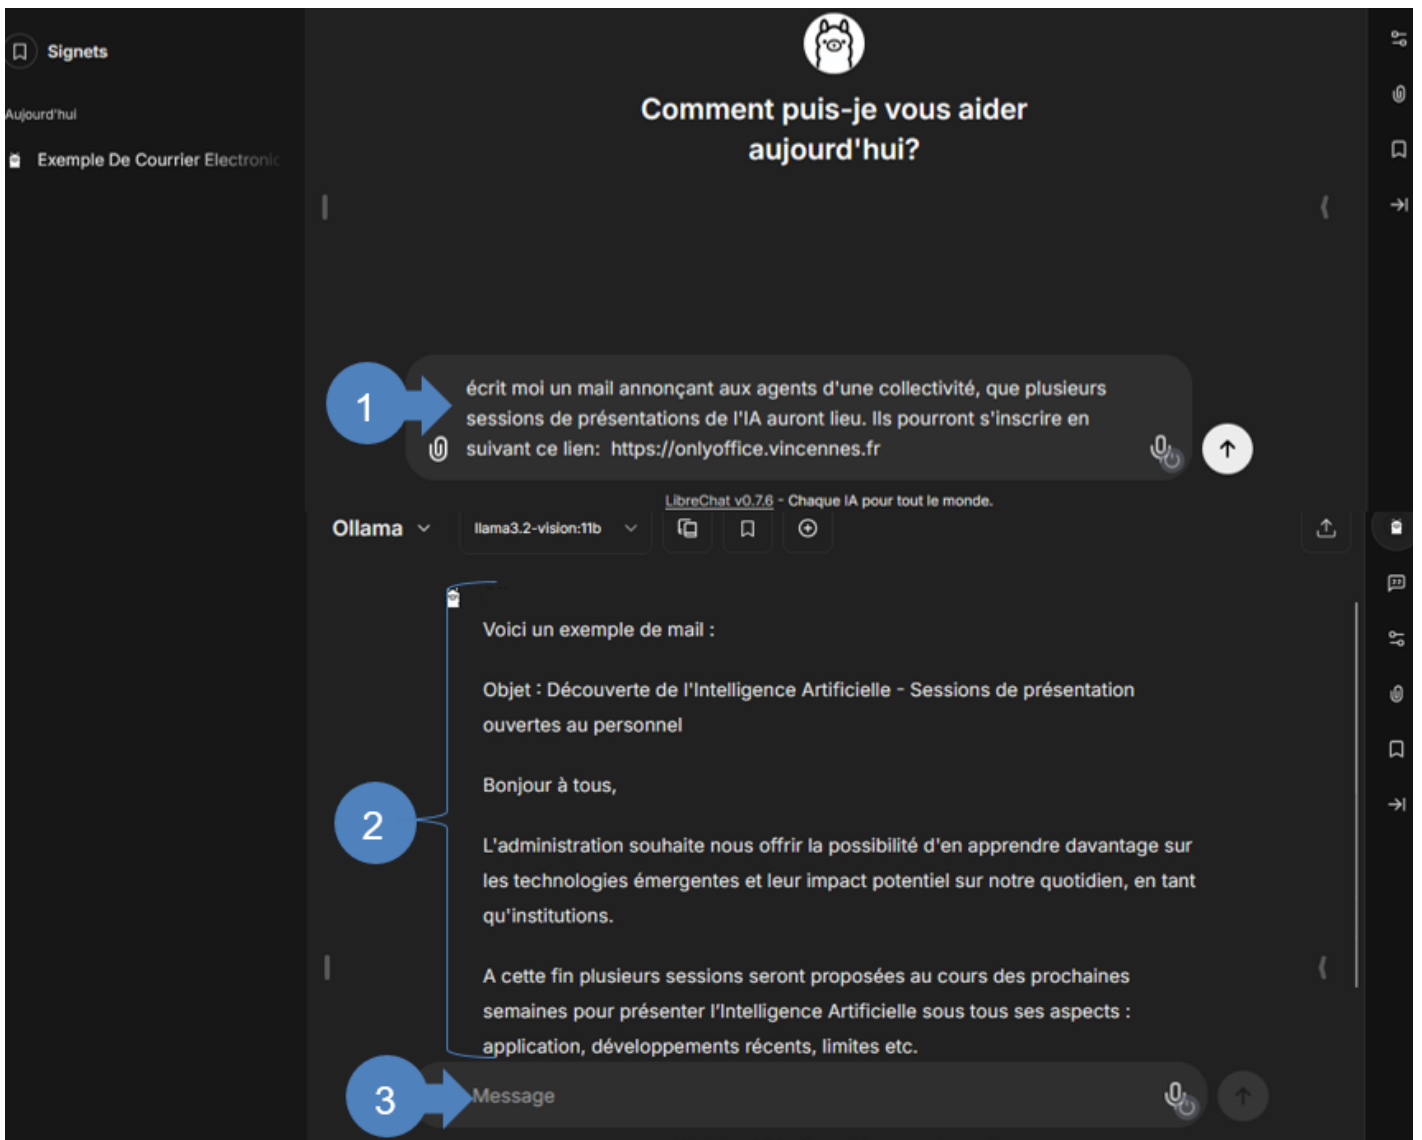 Signets
Aujourd'hui
Exemple De Courrier Electronic
Comment puis-je vous aider
aujourd'hui?
1
écrit moi un mail annonçant aux agents d'une collectivité, que plusieurs
sessions de présentations de l'IA auront lieu. Ils pourront s'inscrire en
suivant ce lien: https://onlyoffice.vincennes.fr
LibreChat v0.7.6 - Chaque IA pour tout le monde.
Ollama
llama3.2-vision:11b
Voici un exemple de mail :
Objet : Découverte de l'Intelligence Artificielle - Sessions de présentation
ouvertes au personnel
Bonjour à tous,
2
L'administration souhaite nous offrir la possibilité d'en apprendre davantage sur
les technologies émergentes et leur impact potentiel sur notre quotidien, en tant
qu'institutions.
A cette fin plusieurs sessions seront proposées au cours des prochaines
semaines pour présenter l'Intelligence Artificielle sous tous ses aspects :
application, développements récents, limites etc.
3
Message